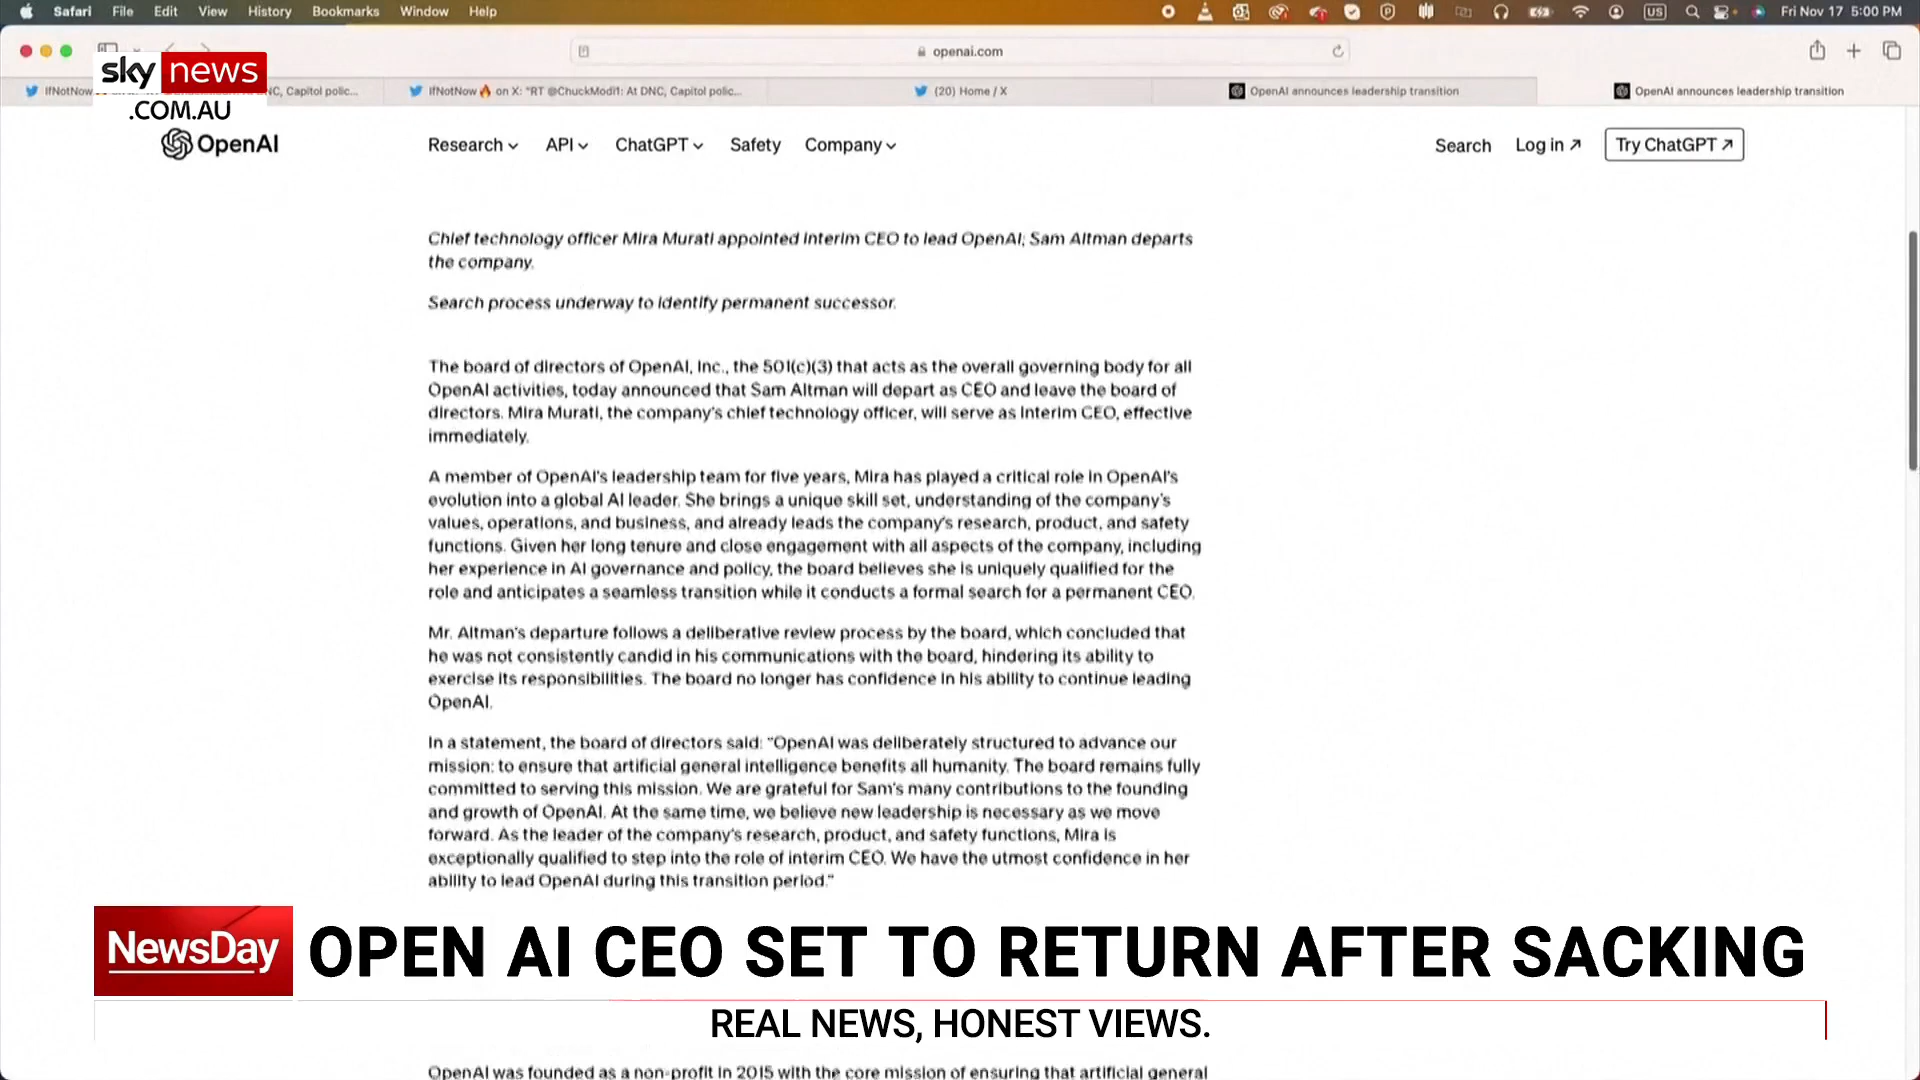 Safari File Edit View History Bookmarks Window Help US Fri Nov 17 5:00 PM
openai.com
sky news
.COM.AU
IfNotNow NC, Capitol polic...
IfNotNow🔥 on X: "RT @ChuckModi1: At DNC, Capitol polic...
(20) Home / X
OpenAI announces leadership transition
OpenAI announces leadership transition
OpenAI Research API ChatGPT Safety Company Search Log in ↗ Try ChatGPT ↗
Chief technology officer Mira Murati appointed interim CEO to lead OpenAI; Sam Altman departs
the company.
Search process underway to identify permanent successor.
The board of directors of OpenAI, Inc., the 501(c)(3) that acts as the overall governing body for all
OpenAI activities, today announced that Sam Altman will depart as CEO and leave the board of
directors. Mira Murati, the company's chief technology officer, will serve as interim CEO, effective
immediately.
A member of OpenAI's leadership team for five years, Mira has played a critical role in OpenAI's
evolution into a global AI leader. She brings a unique skill set, understanding of the company's
values, operations, and business, and already leads the company's research, product, and safety
functions. Given her long tenure and close engagement with all aspects of the company, including
her experience in AI governance and policy, the board believes she is uniquely qualified for the
role and anticipates a seamless transition while it conducts a formal search for a permanent CEO.
Mr. Altman's departure follows a deliberative review process by the board, which concluded that
he was not consistently candid in his communications with the board, hindering its ability to
exercise its responsibilities. The board no longer has confidence in his ability to continue leading
OpenAI.
In a statement, the board of directors said: "OpenAI was deliberately structured to advance our
mission: to ensure that artificial general intelligence benefits all humanity. The board remains fully
committed to serving this mission. We are grateful for Sam's many contributions to the founding
and growth of OpenAI. At the same time, we believe new leadership is necessary as we move
forward. As the leader of the company's research, product, and safety functions, Mira is
exceptionally qualified to step into the role of interim CEO. We have the utmost confidence in her
ability to lead OpenAI during this transition period."
NewsDay
OPEN AI CEO SET TO RETURN AFTER SACKING
REAL NEWS, HONEST VIEWS.
OpenAI was founded as a non-profit in 2015 with the core mission of ensuring that artificial general